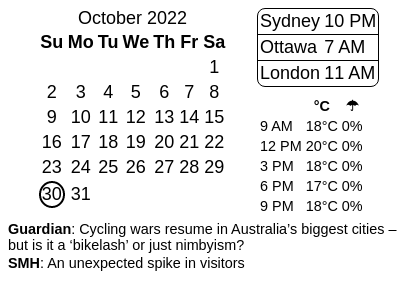 October 2022
Su Mo Tu We Th Fr Sa
1
2 3 4 5 6 7 8
9 10 11 12 13 14 15
16 17 18 19 20 21 22
23 24 25 26 27 28 29
30 31
Sydney 10 PM
Ottawa 7 AM
London 11 AM
°C ☂
9 AM 18°C 0%
12 PM 20°C 0%
3 PM 18°C 0%
6 PM 17°C 0%
9 PM 18°C 0%
Guardian: Cycling wars resume in Australia’s biggest cities –
but is it a ‘bikelash’ or just nimbyism?
SMH: An unexpected spike in visitors